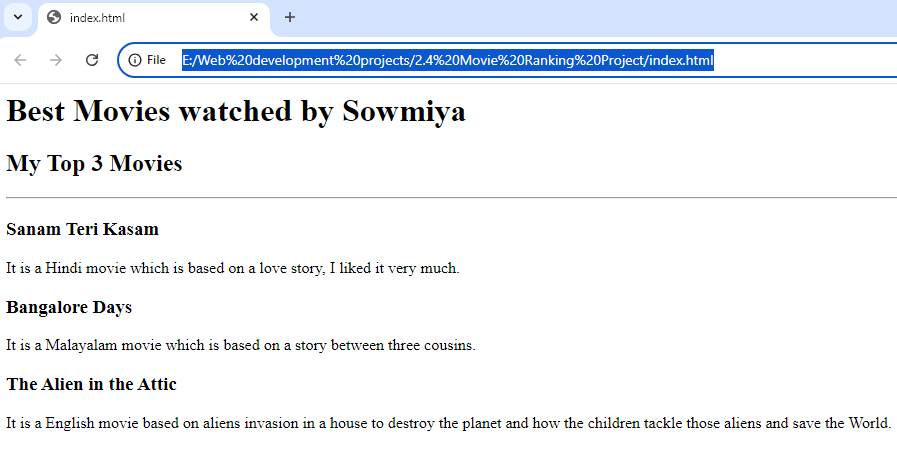 index.html
File E:/Web%20development%20projects/2.4%20Movie%20Ranking%20Project/index.html
Best Movies watched by Sowmiya
My Top 3 Movies
Sanam Teri Kasam
It is a Hindi movie which is based on a love story, I liked it very much.
Bangalore Days
It is a Malayalam movie which is based on a story between three cousins.
The Alien in the Attic
It is a English movie based on aliens invasion in a house to destroy the planet and how the children tackle those aliens and save the World.